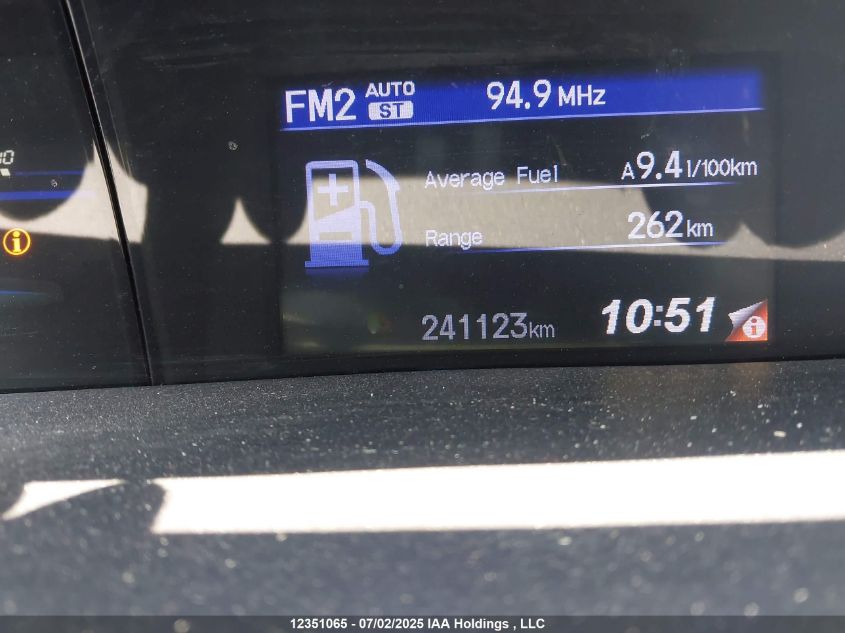 FM2 AUTO ST 94.9 MHz
Average Fuel A9.4 l/100km
Range 262 km
241123km 10:51
12351065 - 07/02/2025 IAA Holdings , LLC